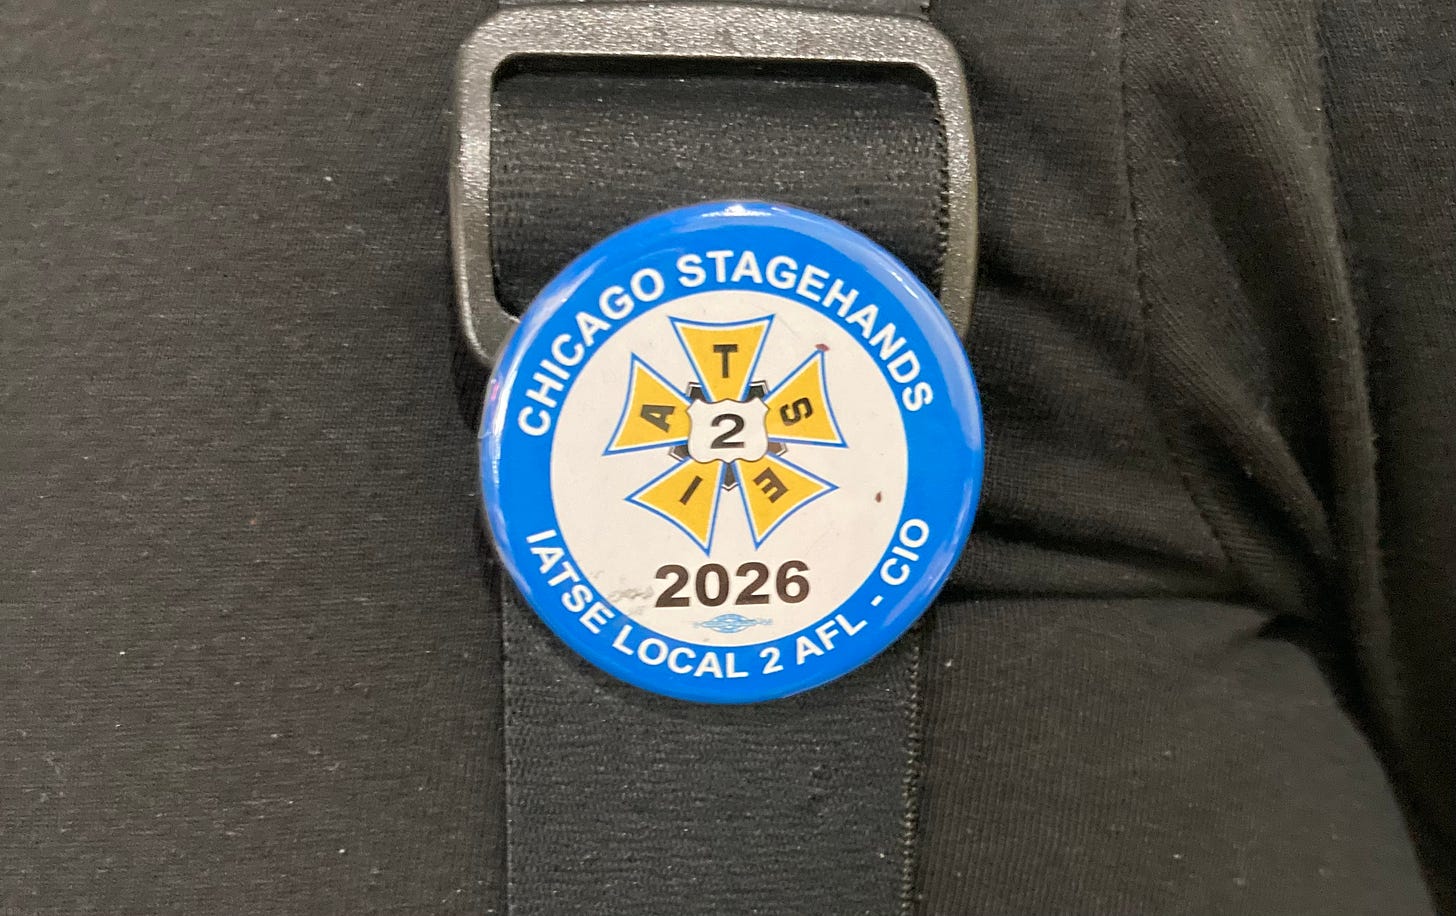 CHICAGO STAGEHANDS
I A T S E
2
2026
IATSE LOCAL 2 AFL - CIO